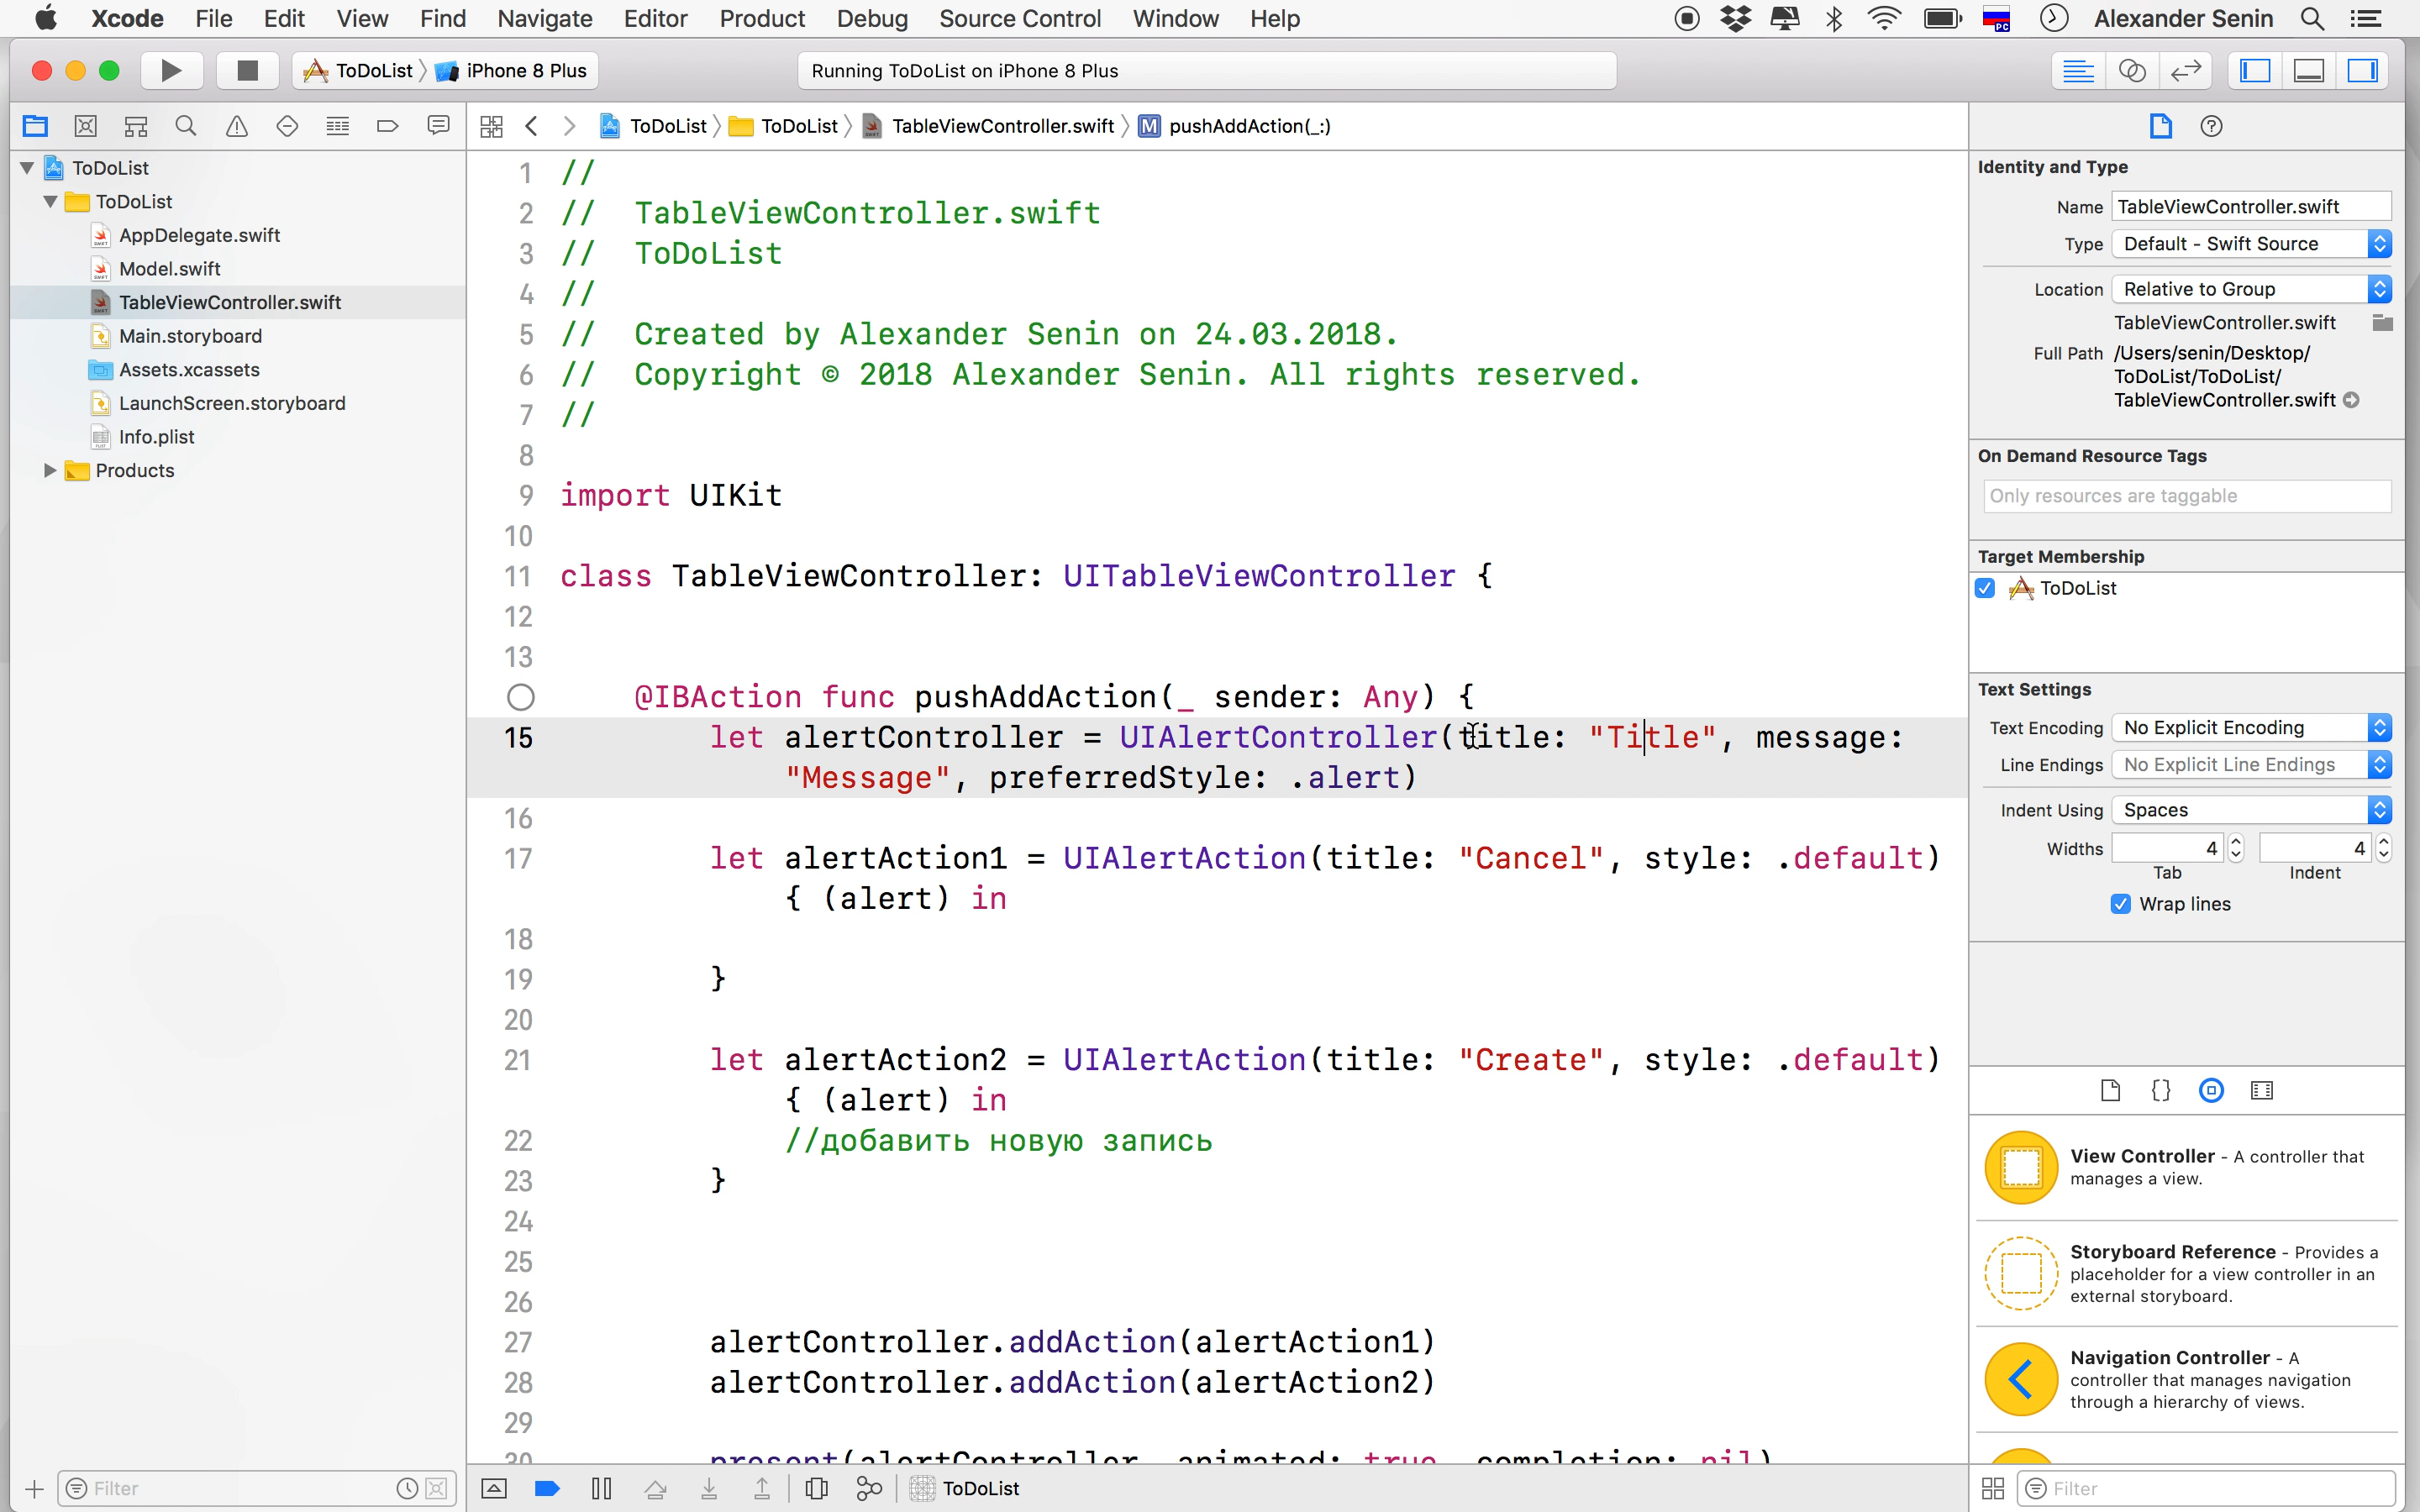 Xcode File Edit View Find Navigate Editor Product Debug Source Control Window Help Alexander Senin
ToDoList iPhone 8 Plus
Running ToDoList on iPhone 8 Plus
ToDoList ToDoList TableViewController.swift M pushAddAction(_:)
ToDoList
ToDoList
AppDelegate.swift
Model.swift
TableViewController.swift
Main.storyboard
Assets.xcassets
LaunchScreen.storyboard
Info.plist
Products
Filter
1 //
2 // TableViewController.swift
3 // ToDoList
4 //
5 // Created by Alexander Senin on 24.03.2018.
6 // Copyright © 2018 Alexander Senin. All rights reserved.
7 //
8
9 import UIKit
10
11 class TableViewController: UITableViewController {
12
13
@IBAction func pushAddAction(_ sender: Any) {
15 let alertController = UIAlertController(title: "Title", message:
"Message", preferredStyle: .alert)
16
17 let alertAction1 = UIAlertAction(title: "Cancel", style: .default)
{ (alert) in
18
19 }
20
21 let alertAction2 = UIAlertAction(title: "Create", style: .default)
{ (alert) in
22 //добавить новую запись
23 }
24
25
26
27 alertController.addAction(alertAction1)
28 alertController.addAction(alertAction2)
29
30 present(alertController, animated: true, completion: nil)
ToDoList
Identity and Type
Name TableViewController.swift
Type Default - Swift Source
Location Relative to Group
TableViewController.swift
Full Path /Users/senin/Desktop/
ToDoList/ToDoList/
TableViewController.swift
On Demand Resource Tags
Only resources are taggable
Target Membership
ToDoList
Text Settings
Text Encoding No Explicit Encoding
Line Endings No Explicit Line Endings
Indent Using Spaces
Widths 4 4
Tab Indent
Wrap lines
View Controller - A controller that
manages a view.
Storyboard Reference - Provides a
placeholder for a view controller in an
external storyboard.
Navigation Controller - A
controller that manages navigation
through a hierarchy of views.
Filter